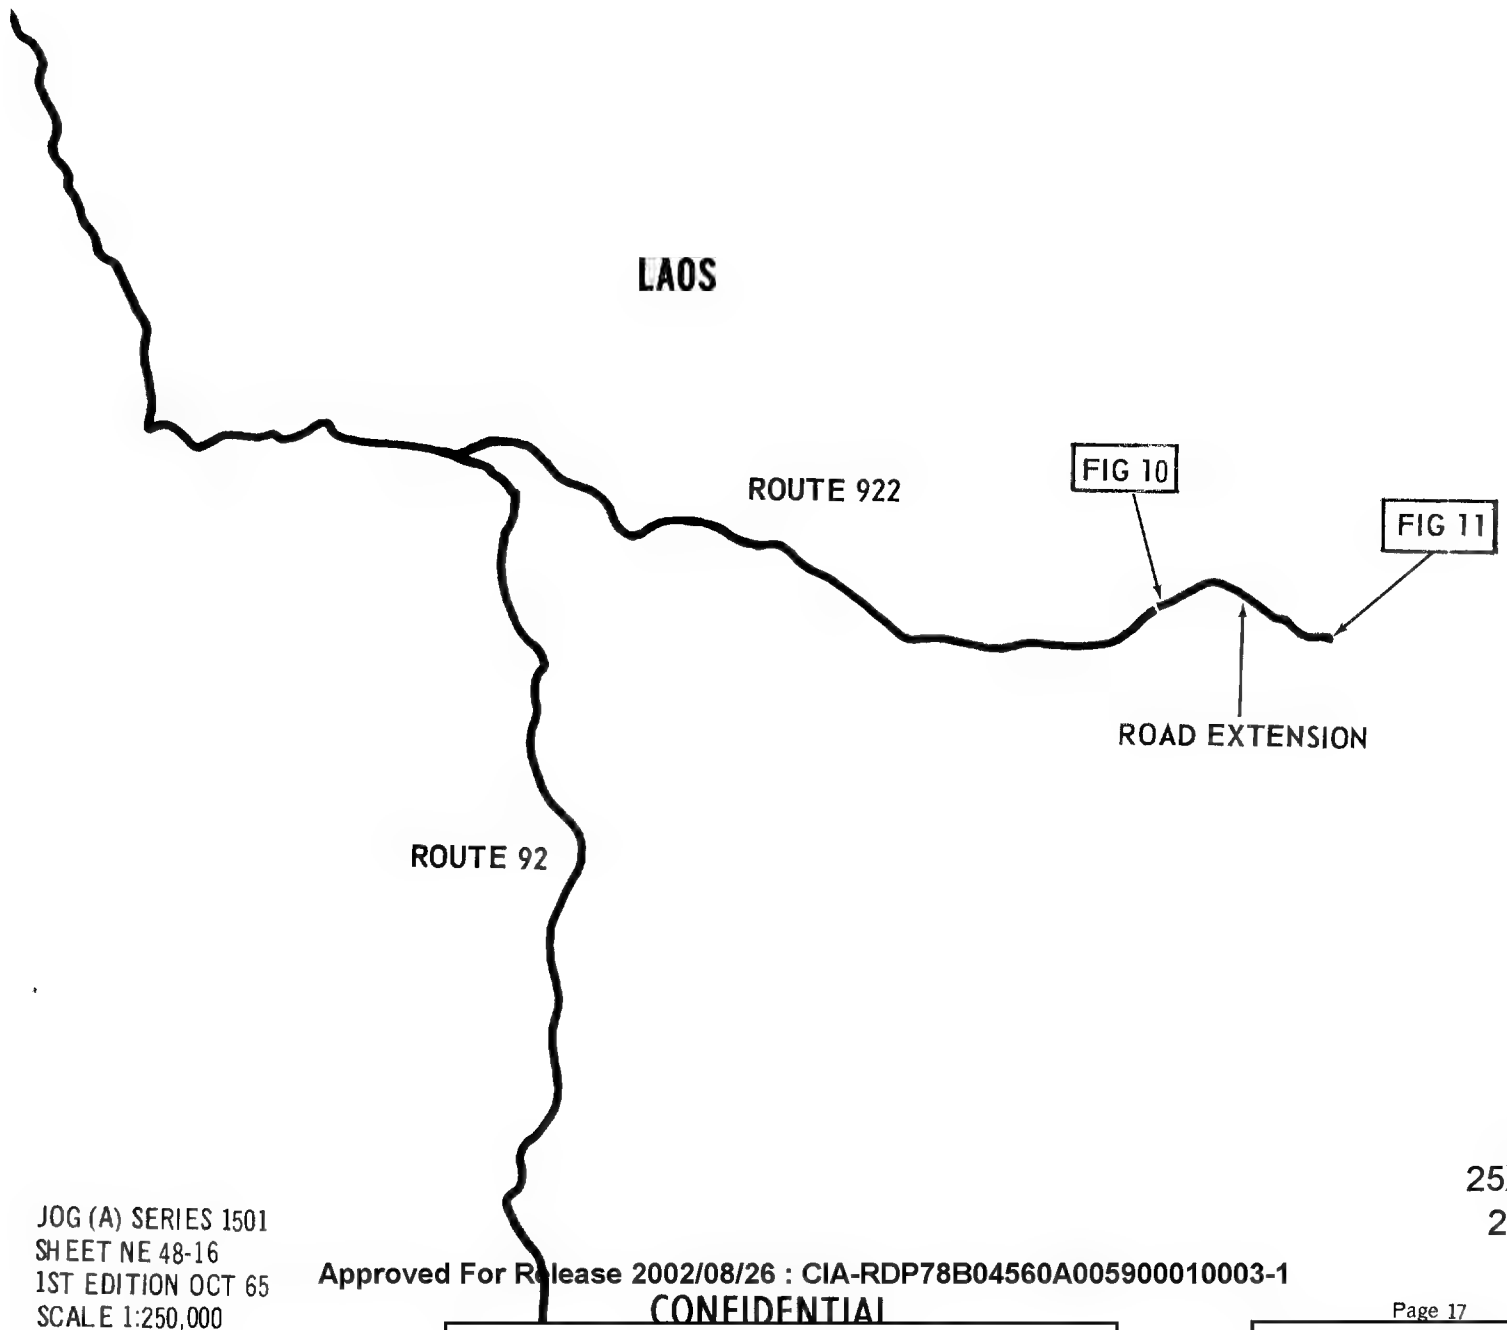 LAOS
FIG 10
ROUTE 922
FIG 11
ROAD EXTENSION
ROUTE 92
25
2
JOG (A) SERIES 1501
SHEET NE 48-16
1ST EDITION OCT 65
SCALE 1:250,000
Approved For Release 2002/08/26 : CIA-RDP78B04560A005900010003-1
CONFIDENTIAL
Page 17